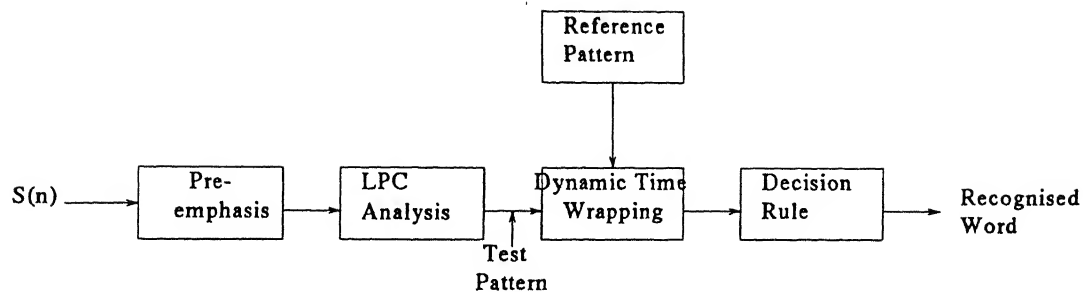 Reference
Pattern
S(n)
Pre-
emphasis
LPC
Analysis
Dynamic Time
Wrapping
Decision
Rule
Recognised
Word
Test
Pattern